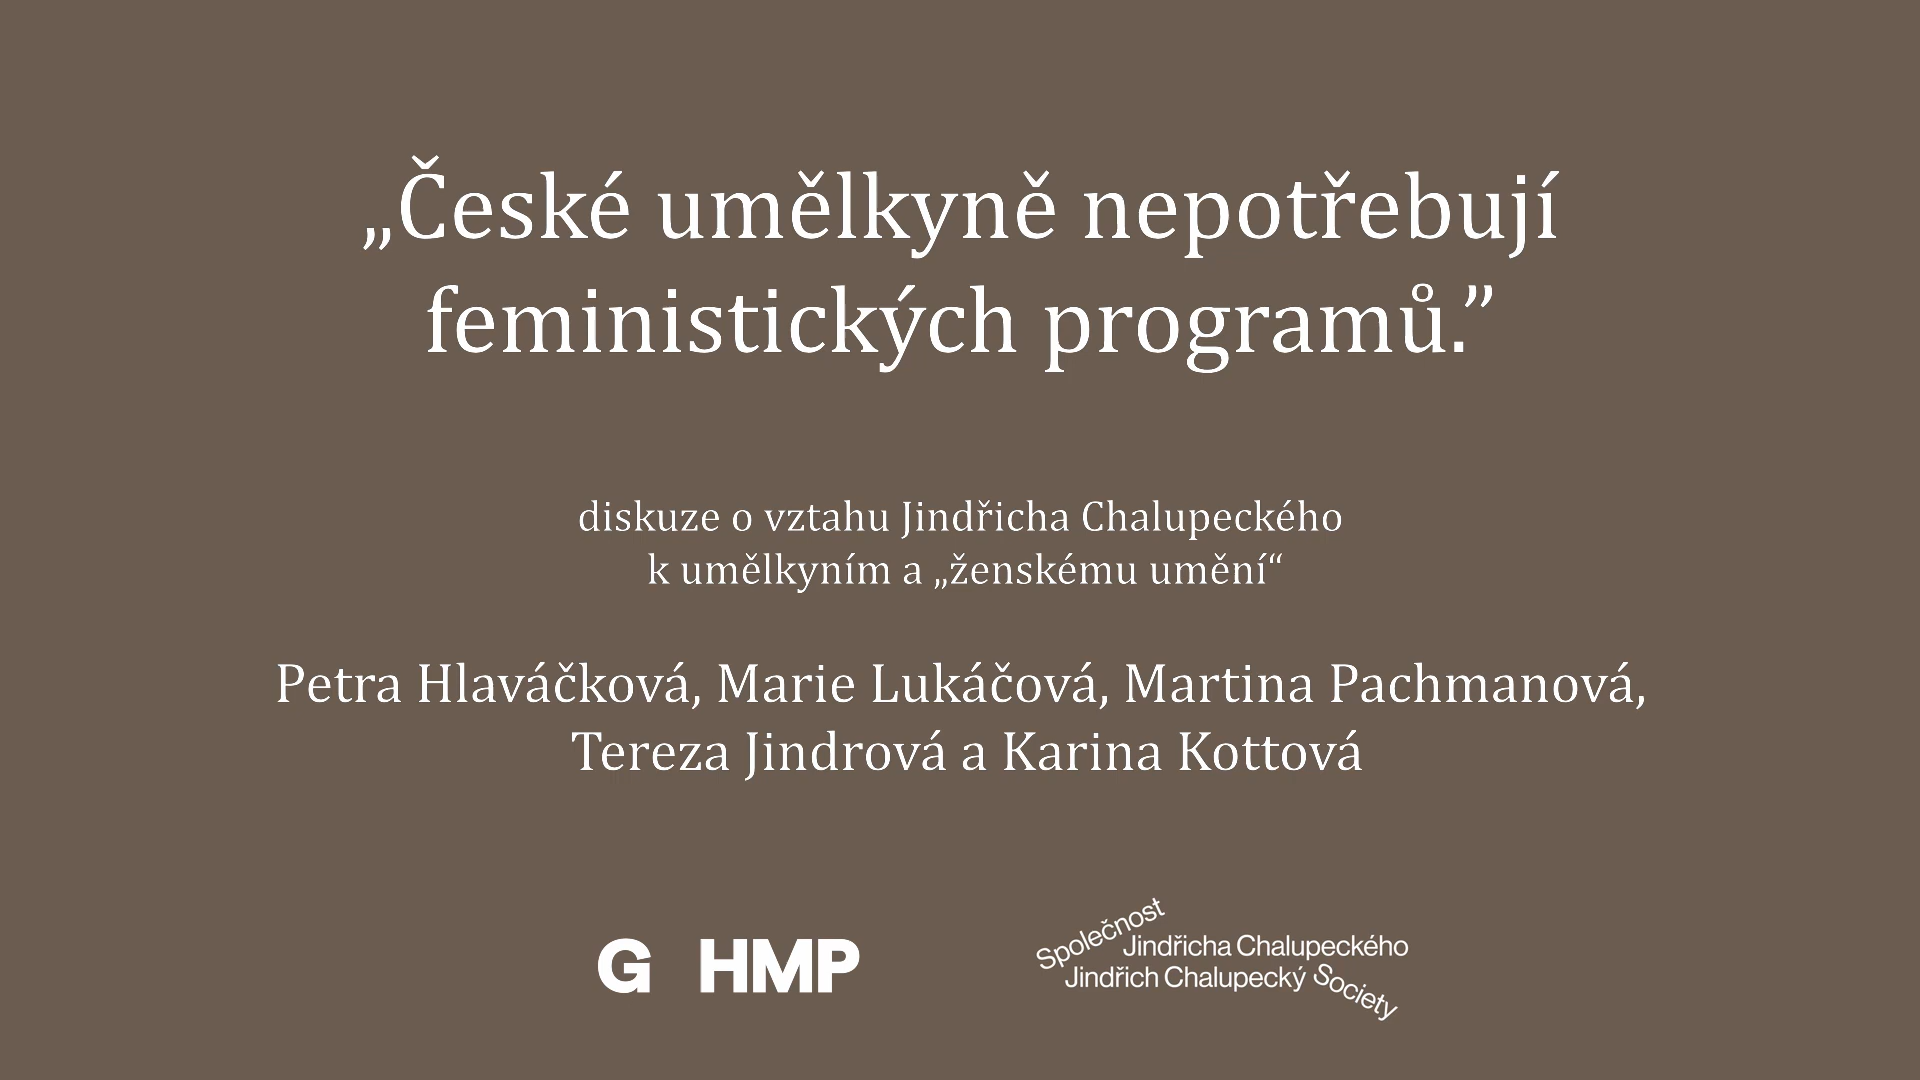 „České umělkyně nepotřebují
feministických programů.”
diskuze o vztahu Jindřicha Chalupeckého
k umělkyním a „ženskému umění“
Petra Hlaváčková, Marie Lukáčová, Martina Pachmanová,
Tereza Jindrová a Karina Kottová
G HMP
Společnost
Jindřicha Chalupeckého
Jindřich Chalupecký Society